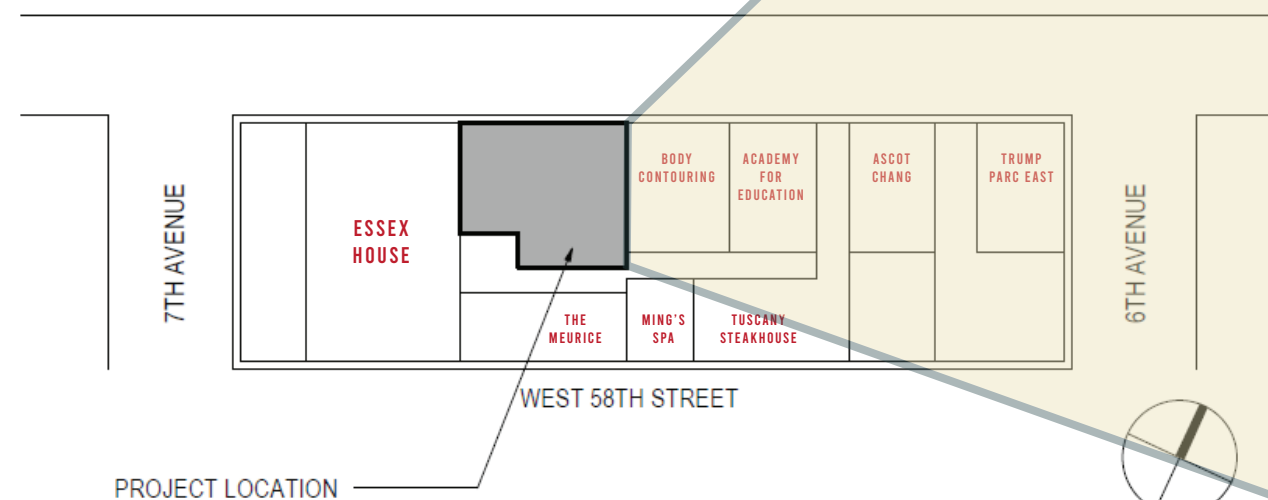 BODY
CONTOURING
ACADEMY
FOR
EDUCATION
ASCOT
CHANG
TRUMP
PARC EAST
7TH AVENUE
ESSEX
HOUSE
6TH AVENUE
THE
MEURICE
MING'S
SPA
TUSCANY
STEAKHOUSE
WEST 58TH STREET
PROJECT LOCATION